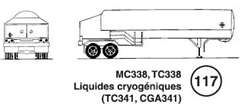 MC338, TC338
Liquides cryogéniques
(TC341, CGA341)
117